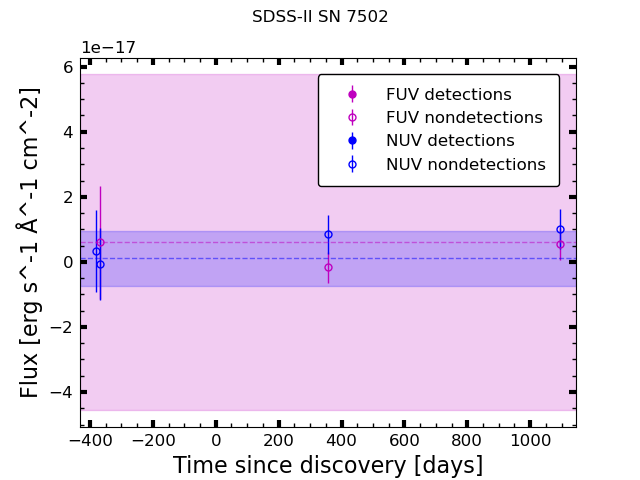 SDSS-II SN 7502
1e−17
6
4
2
0
−2
−4
Flux [erg s^-1 Å^-1 cm^-2]
FUV detections
FUV nondetections
NUV detections
NUV nondetections
−400 −200 0 200 400 600 800 1000
Time since discovery [days]